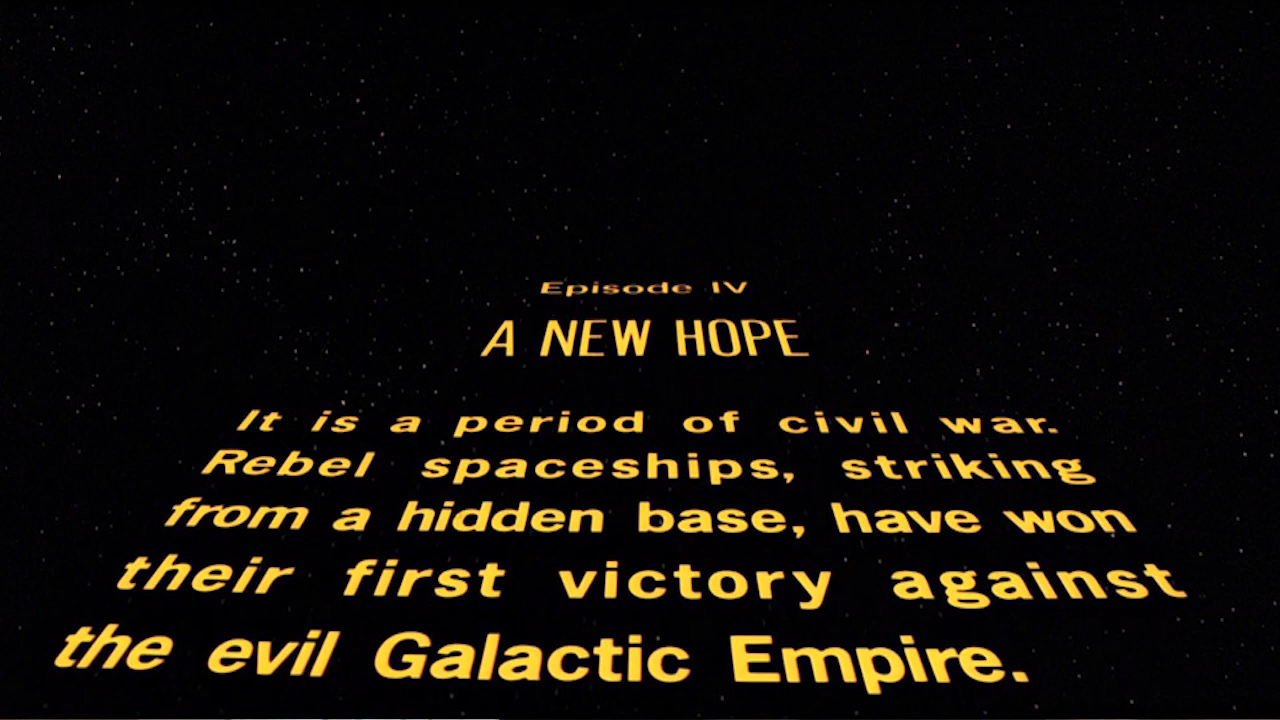 Episode IV
A NEW HOPE
It is a period of civil war.
Rebel spaceships, striking
from a hidden base, have won
their first victory against
the evil Galactic Empire.